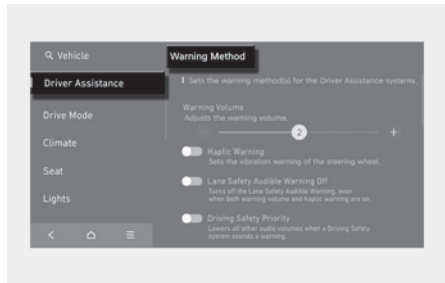 Vehicle
Warning Method
Driver Assistance
Sets the warning method(s) for the Driver Assistance systems.
Drive Mode
Warning Volume
Adjusts the warning volume.
2
+
Climate
Haptic Warning
Sets the vibration warning of the steering wheel.
Seat
Lane Safety Audible Warning Off
Turns off the Lane Safety Audible Warning, even
when both warning volume and haptic warning are on.
Lights
Driving Safety Priority
Lowers all other audio volumes when a Driving Safety
system sounds a warning.